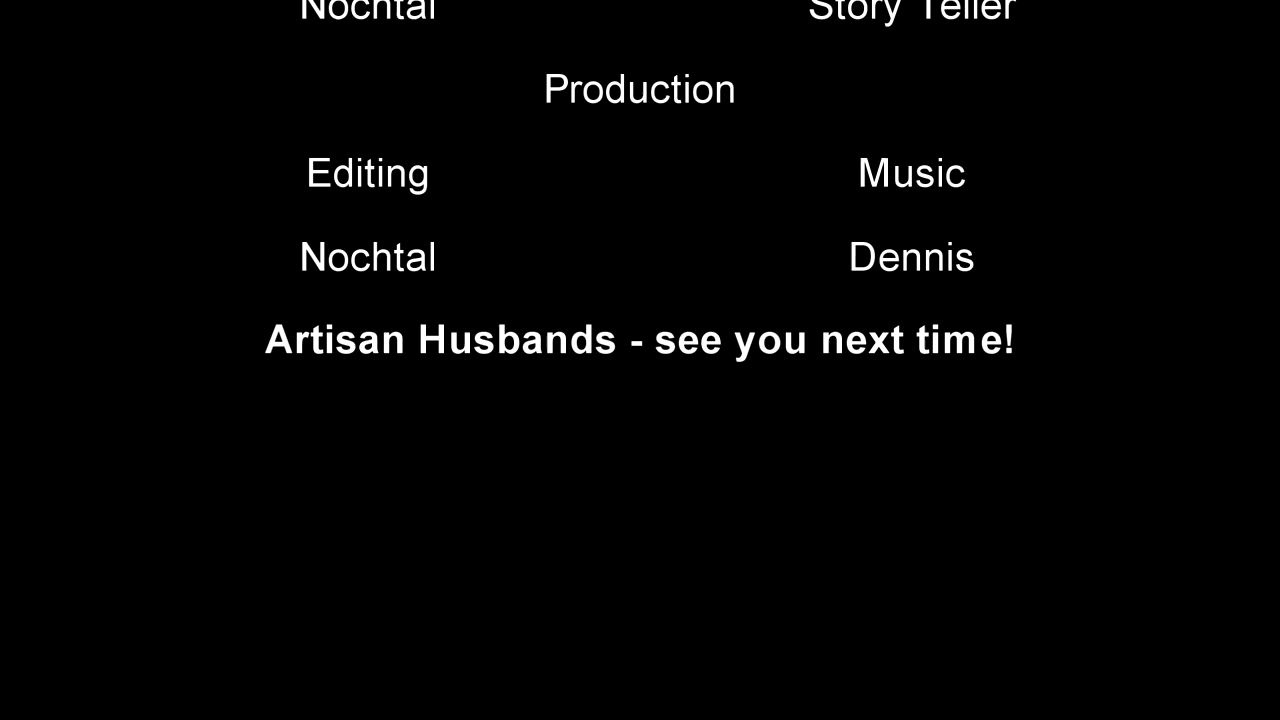 Nochtal Story Teller
Production
Editing Music
Nochtal Dennis
Artisan Husbands - see you next time!